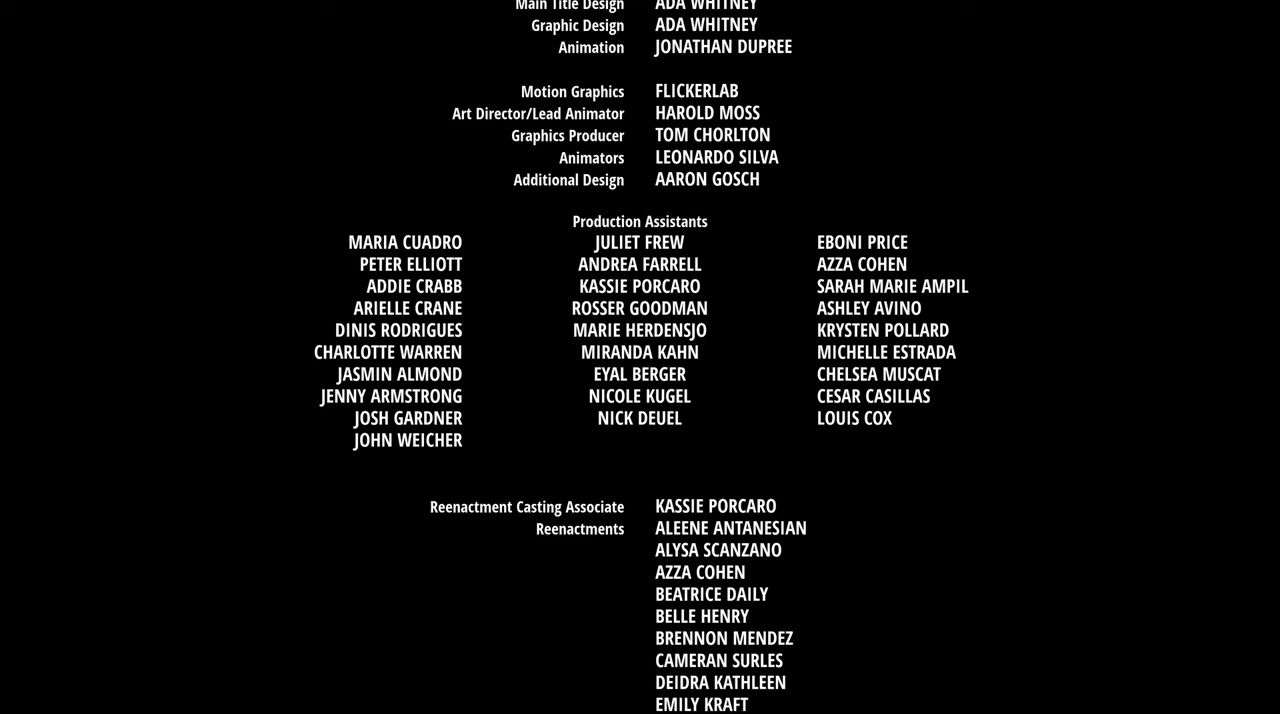 Main Title Design ADA WHITNEY
Graphic Design ADA WHITNEY
Animation JONATHAN DUPREE
Motion Graphics FLICKERLAB
Art Director/Lead Animator HAROLD MOSS
Graphics Producer TOM CHORLTON
Animators LEONARDO SILVA
Additional Design AARON GOSCH
Production Assistants
MARIA CUADRO JULIET FREW EBONI PRICE
PETER ELLIOTT ANDREA FARRELL AZZA COHEN
ADDIE CRABB KASSIE PORCARO SARAH MARIE AMPIL
ARIELLE CRANE ROSSER GOODMAN ASHLEY AVINO
DINIS RODRIGUES MARIE HERDENSJO KRYSTEN POLLARD
CHARLOTTE WARREN MIRANDA KAHN MICHELLE ESTRADA
JASMIN ALMOND EYAL BERGER CHELSEA MUSCAT
JENNY ARMSTRONG NICOLE KUGEL CESAR CASILLAS
JOSH GARDNER NICK DEUEL LOUIS COX
JOHN WEICHER
Reenactment Casting Associate KASSIE PORCARO
Reenactments ALEENE ANTANESIAN
ALYSA SCANZANO
AZZA COHEN
BEATRICE DAILY
BELLE HENRY
BRENNON MENDEZ
CAMERAN SURLES
DEIDRA KATHLEEN
EMILY KRAFT